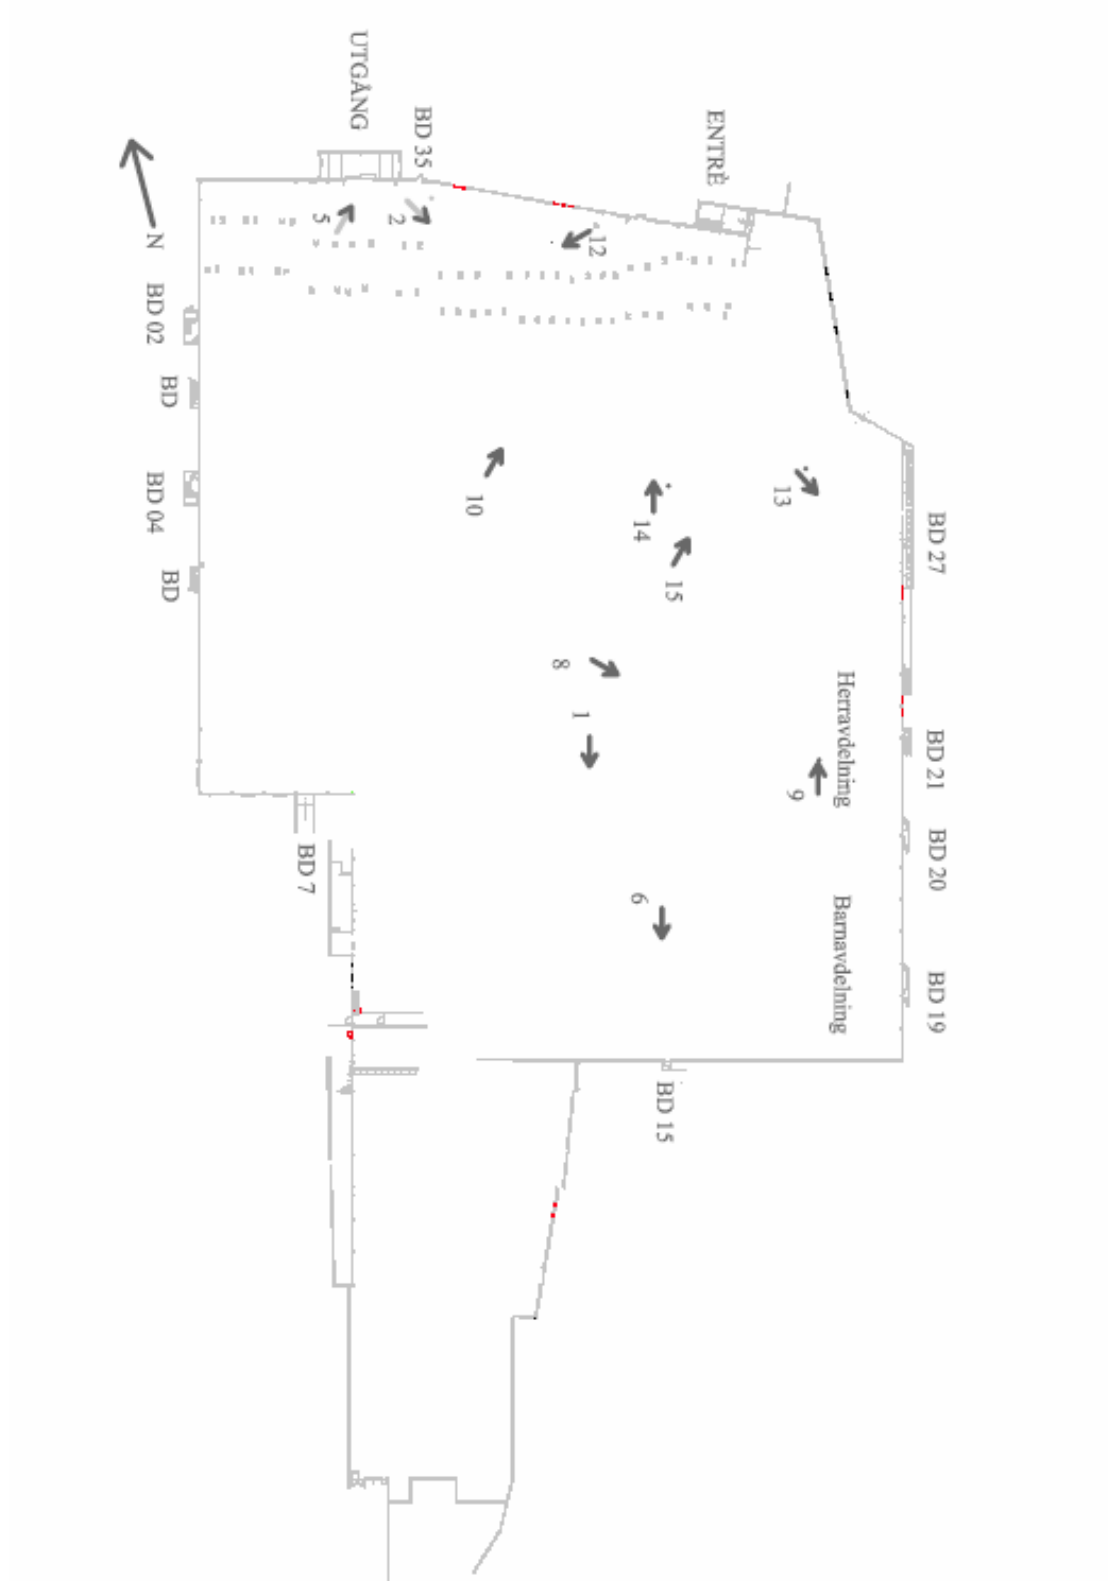 BD 27
BD 21
BD 20
BD 19
Herravdelning
Barnavdelning
9
13
ENTRÈ
15
BD 15
14
6
12
1
8
10
BD 35
2
UTGÅNG
5
BD 7
N
BD 02
BD
BD 04
BD